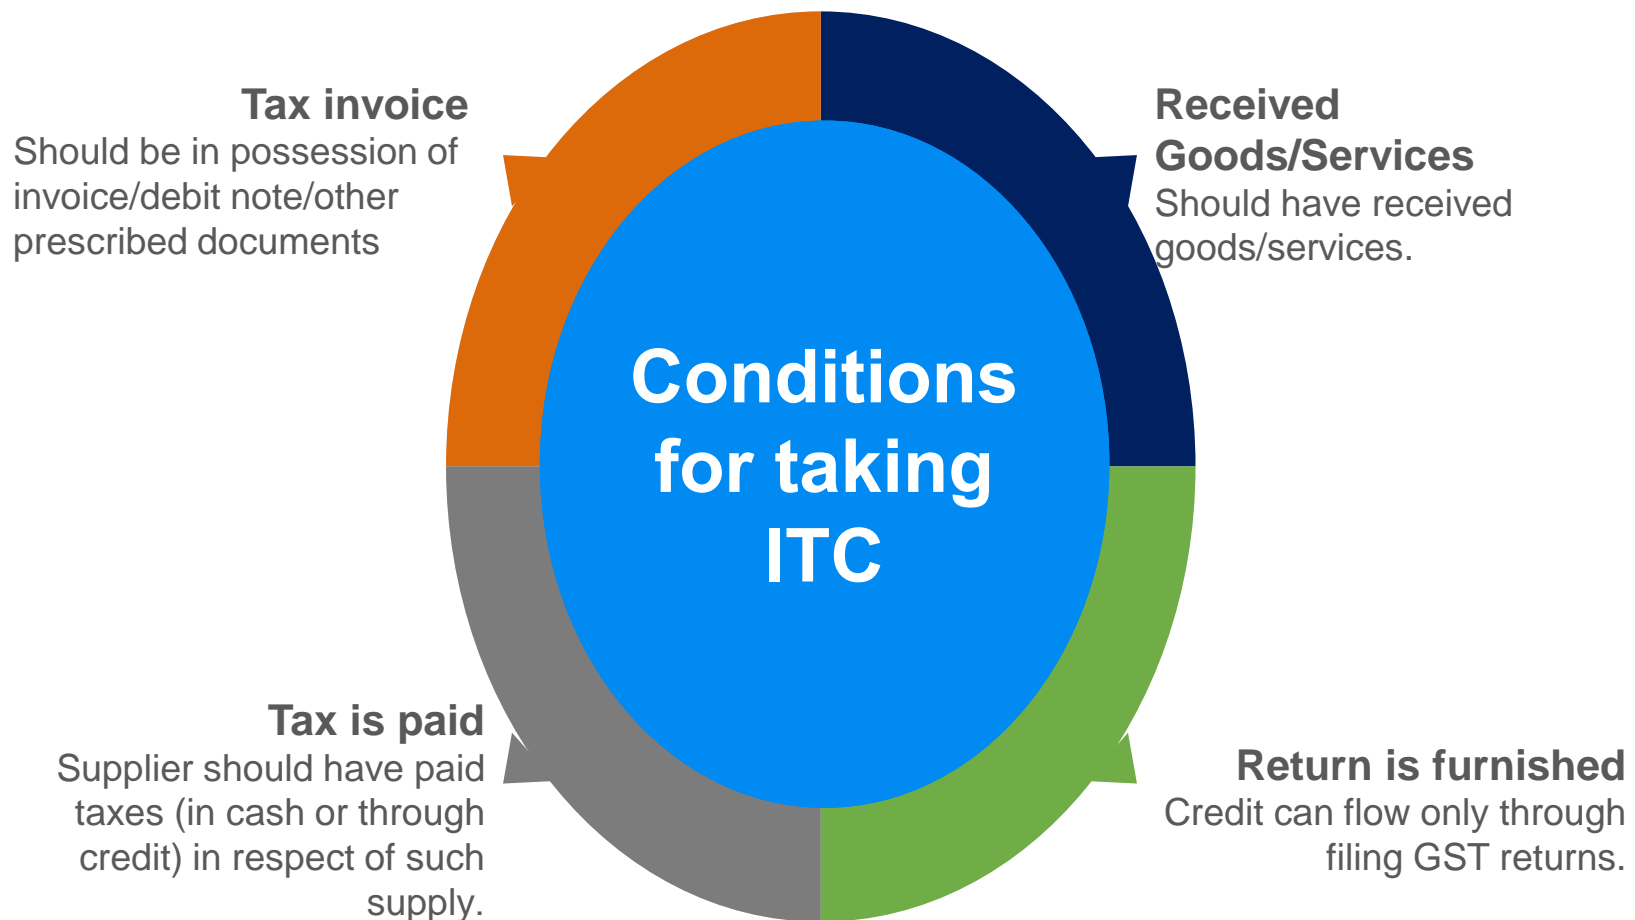 Tax invoice
Should be in possession of
invoice/debit note/other
prescribed documents
Received
Goods/Services
Should have received
goods/services.
Conditions
for taking
ITC
Tax is paid
Supplier should have paid
taxes (in cash or through
credit) in respect of such
supply.
Return is furnished
Credit can flow only through
filing GST returns.